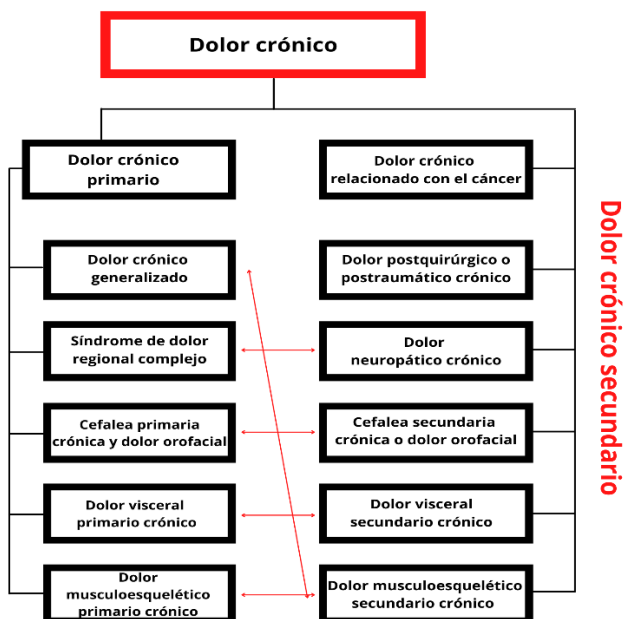 Dolor crónico
Dolor crónico
primario
Dolor crónico
generalizado
Síndrome de dolor
regional complejo
Cefalea primaria
crónica y dolor orofacial
Dolor visceral
primario crónico
Dolor
musculoesquelético
primario crónico
Dolor crónico
relacionado con el cáncer
Dolor postquirúrgico o
postraumático crónico
Dolor
neuropático crónico
Cefalea secundaria
crónica o dolor orofacial
Dolor visceral
secundario crónico
Dolor musculoesquelético
secundario crónico
Dolor crónico secundario